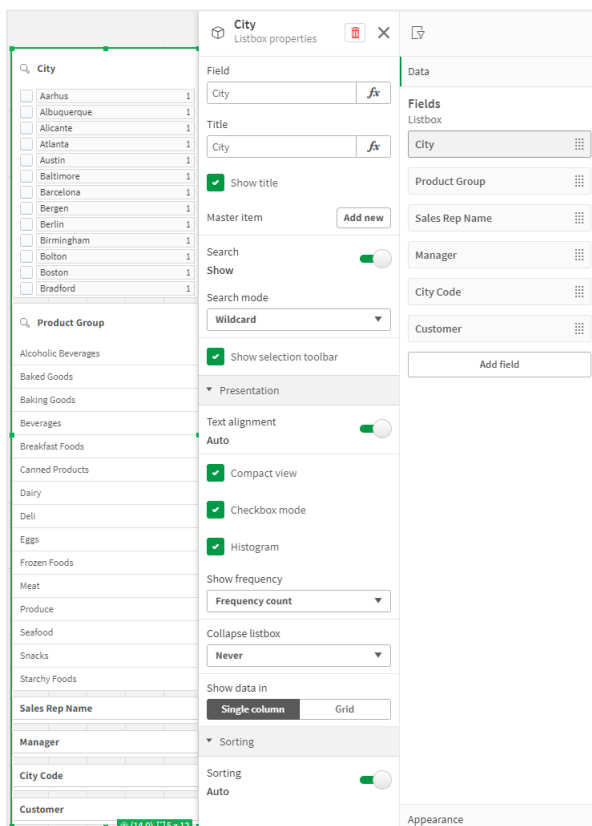 City
Aarhus 1
Albuquerque 1
Alicante 1
Atlanta 1
Austin 1
Baltimore 1
Barcelona 1
Bergen 1
Berlin 1
Birmingham 1
Bolton 1
Boston 1
Bradford 1
Product Group
Alcoholic Beverages
Baked Goods
Baking Goods
Beverages
Breakfast Foods
Canned Products
Dairy
Deli
Eggs
Frozen Foods
Meat
Produce
Seafood
Snacks
Starchy Foods
Sales Rep Name
Manager
City Code
Customer
City
Listbox properties
Field
City fx
Title
City fx
Show title
Master item Add new
Search
Show
Search mode
Wildcard
Show selection toolbar
Presentation
Text alignment
Auto
Compact view
Checkbox mode
Histogram
Show frequency
Frequency count
Collapse listbox
Never
Show data in
Single column Grid
Sorting
Sorting
Auto
Data
Fields
Listbox
City
Product Group
Sales Rep Name
Manager
City Code
Customer
Add field
Appearance